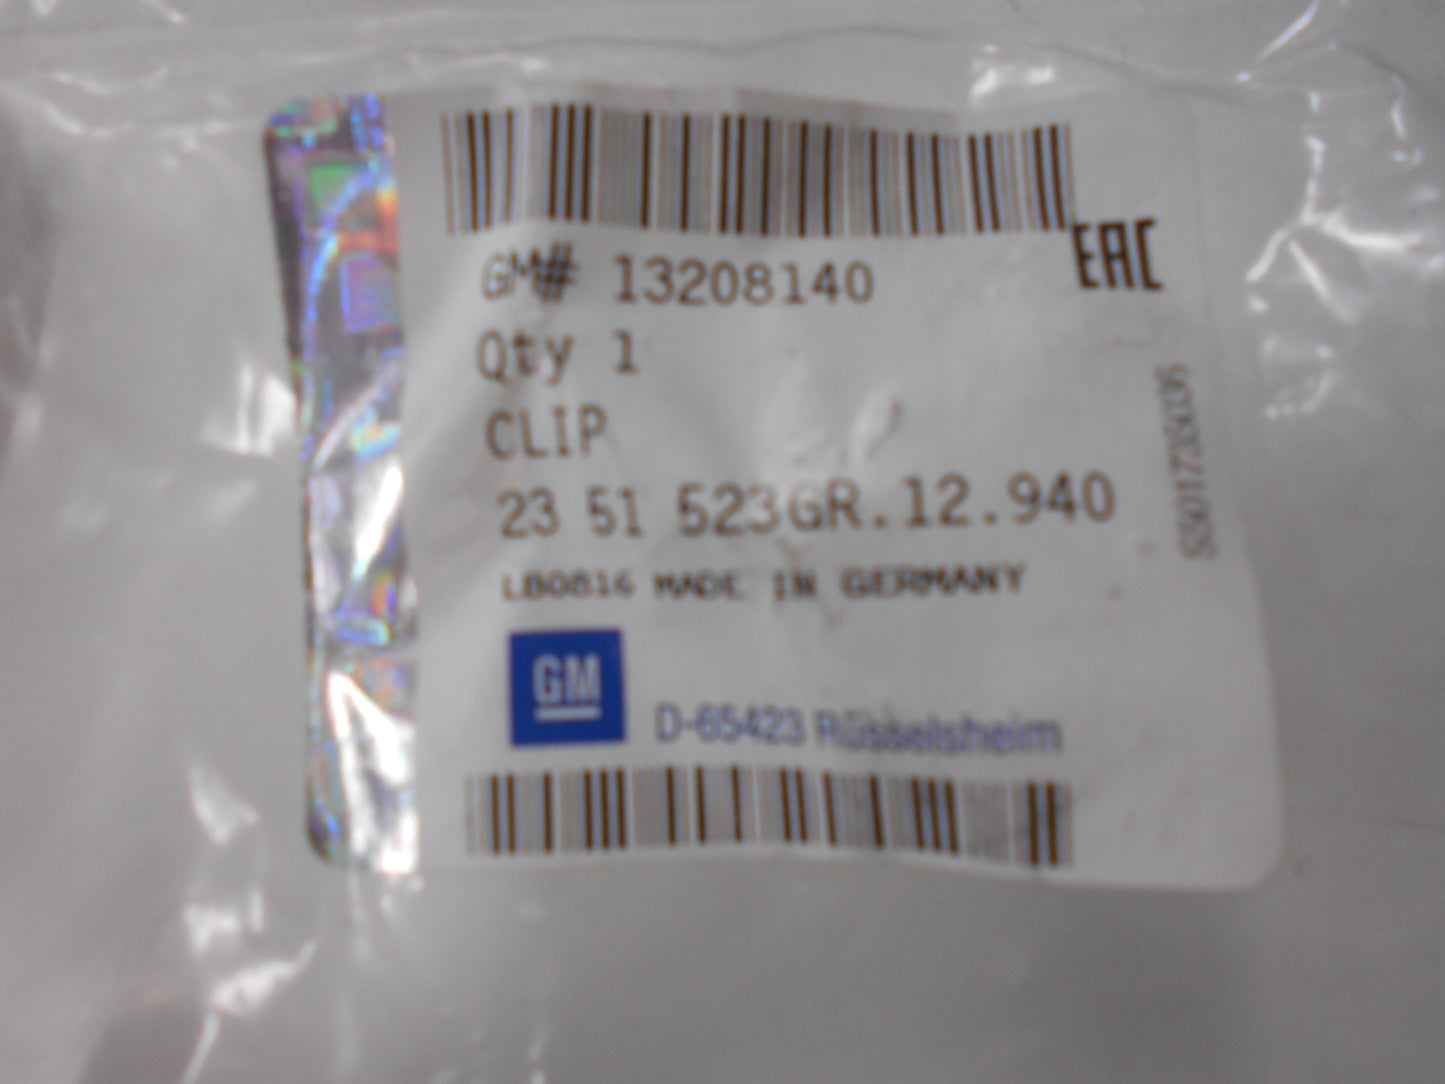 EAC
GM# 13208140
Qty 1
CLIP
23 51 523GR.12.940
LB0816 MADE IN GERMANY
GM
D-65423 Rüsselsheim